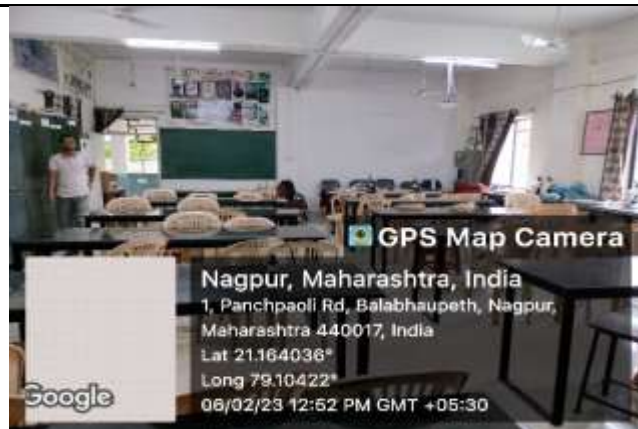 GPS Map Camera
Nagpur, Maharashtra, India
1, Panchpaoli Rd, Balabhaupeth, Nagpur,
Maharashtra 440017, India
Lat 21.164036°
Long 79.10422°
06/02/23 12:52 PM GMT +05:30
Google